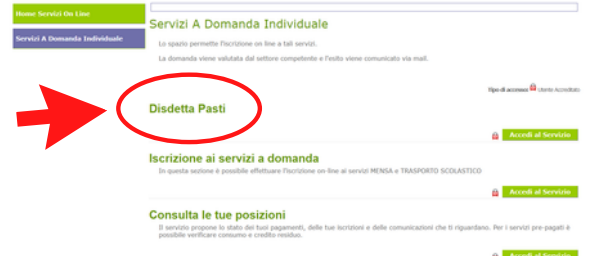 Home Servizi On Line
Servizi A Domanda Individuale
Servizi A Domanda Individuale
Lo spazio permette l'iscrizione on line a tali servizi.
La domanda viene valutata dal settore competente e l'esito viene comunicato via mail.
Tipo di accesso: Utente Accreditato
Disdetta Pasti
Accedi al Servizio
Iscrizione ai servizi a domanda
In questa sezione è possibile effettuare l'iscrizione on-line ai servizi MENSA e TRASPORTO SCOLASTICO
Accedi al Servizio
Consulta le tue posizioni
Il servizio propone lo stato dei tuoi pagamenti, delle tue iscrizioni e delle comunicazioni che ti riguardano. Per i servizi pre-pagati è
possibile verificare consumo e credito residuo.
Accedi al Servizio